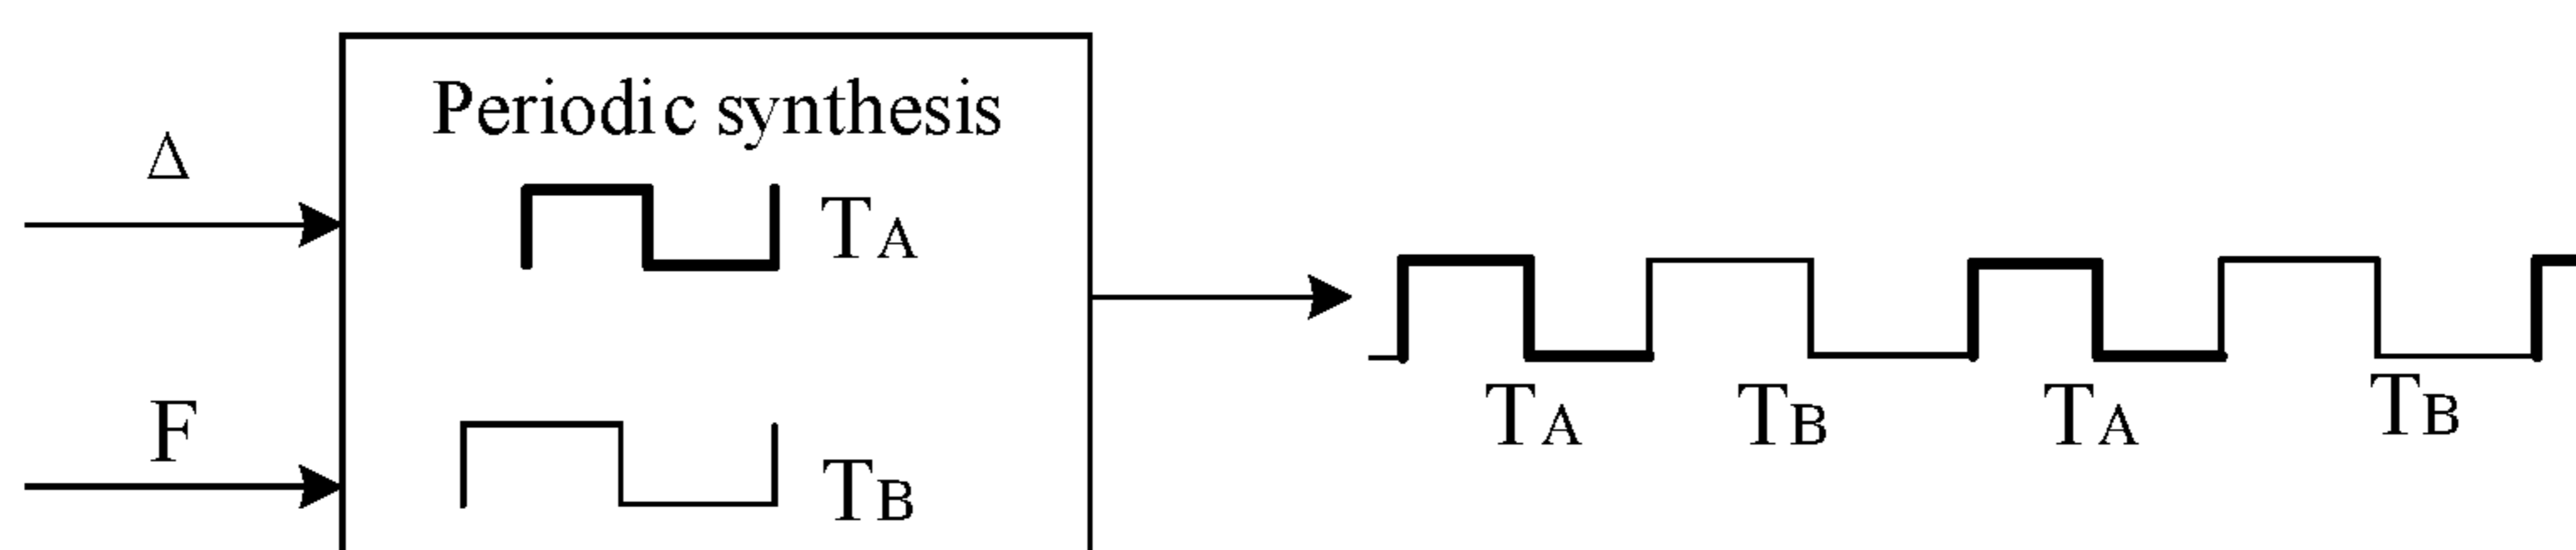 Periodic synthesis
Δ
TA
F
TB
TA TB TA TB